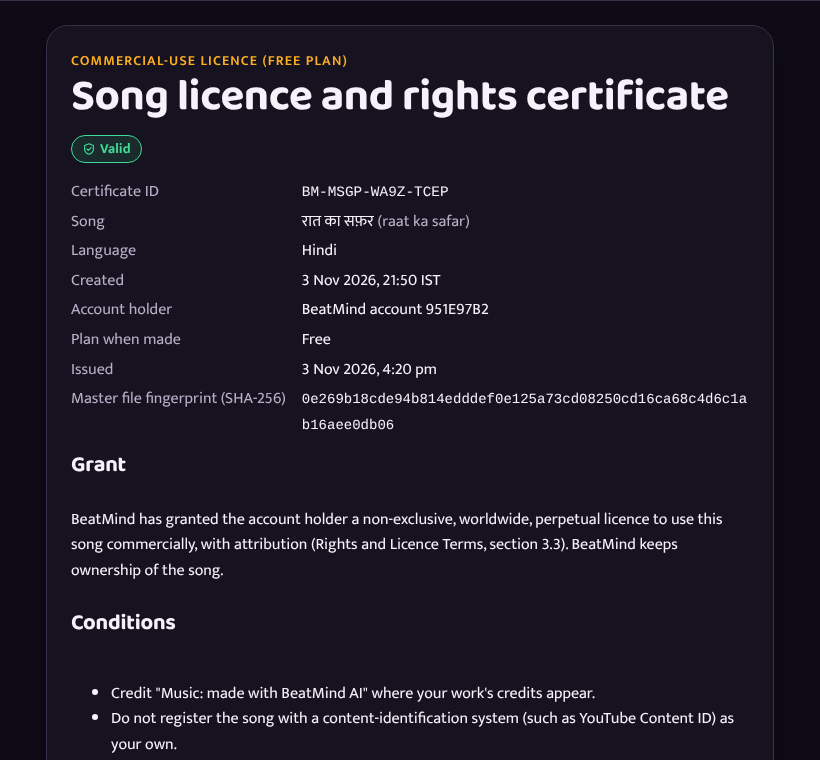 COMMERCIAL-USE LICENCE (FREE PLAN)
Song licence and rights certificate
Valid
Certificate ID BM-MSGP-WA9Z-TCEP
Song रात का सफ़र (raat ka safar)
Language Hindi
Created 3 Nov 2026, 21:50 IST
Account holder BeatMind account 951E97B2
Plan when made Free
Issued 3 Nov 2026, 4:20 pm
Master file fingerprint (SHA-256) 0e269b18cde94b814edddef0e125a73cd08250cd16ca68c4d6c1a
b16aee0db06
Grant
BeatMind has granted the account holder a non-exclusive, worldwide, perpetual licence to use this
song commercially, with attribution (Rights and Licence Terms, section 3.3). BeatMind keeps
ownership of the song.
Conditions
• Credit "Music: made with BeatMind AI" where your work's credits appear.
• Do not register the song with a content-identification system (such as YouTube Content ID) as
your own.